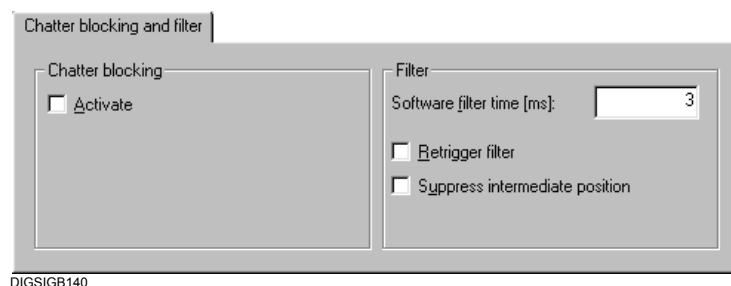 Chatter blocking and filter
Chatter blocking
Activate
Filter
Software filter time [ms]: 3
Retrigger filter
Suppress intermediate position
DIGSIGB140